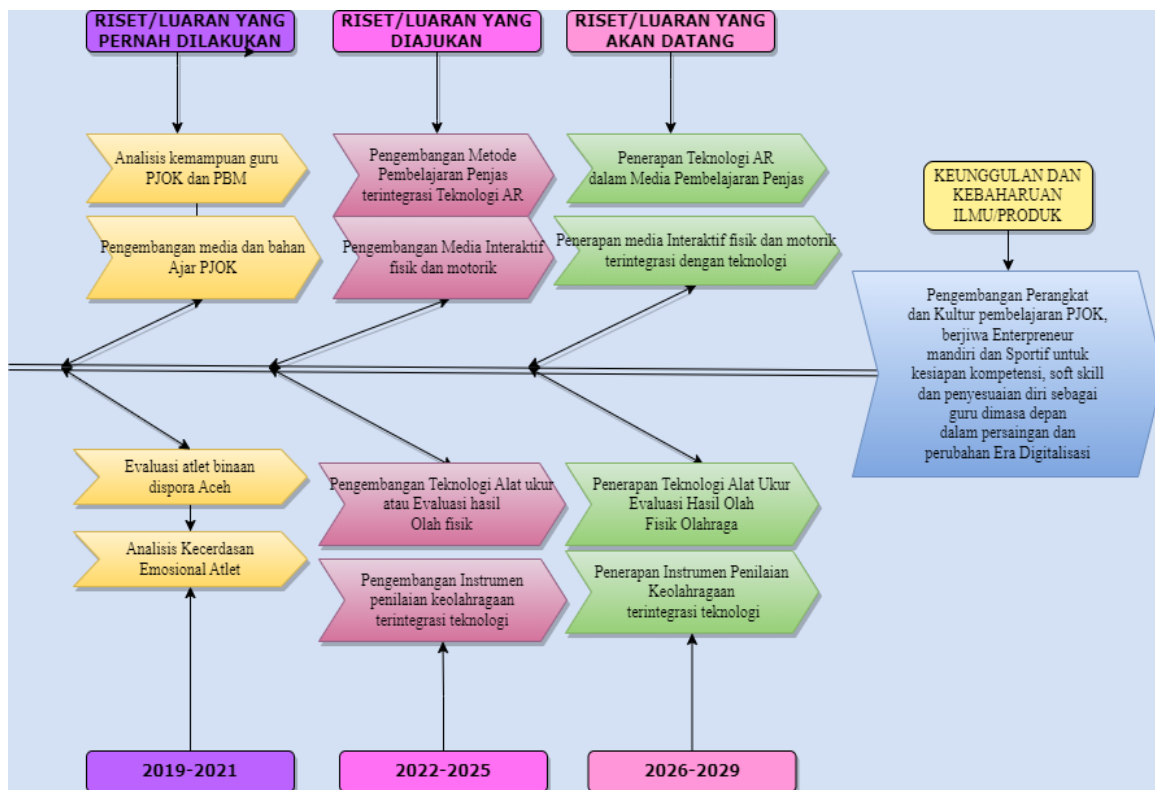 RISET/LUARAN YANG
PERNAH DILAKUKAN
RISET/LUARAN YANG
DIAJUKAN
RISET/LUARAN YANG
AKAN DATANG
Analisis kemampuan guru
PJOK dan PBM
Pengembangan Metode
Pembelajaran Penjas
terintegrasi Teknologi AR
Penerapan Teknologi AR
dalam Media Pembelajaran Penjas
KEUNGGULAN DAN
KEBAHARUAN
ILMU/PRODUK
Pengembangan media dan bahan
Ajar PJOK
Pengembangan Media Interaktif
fisik dan motorik
Penerapan media Interaktif fisik dan motorik
terintegrasi dengan teknologi
Pengembangan Perangkat
dan Kultur pembelajaran PJOK,
berjiwa Enterpreneur
mandiri dan Sportif untuk
kesiapan kompetensi, soft skill
dan penyesuaian diri sebagai
guru dimasa depan
dalam persaingan dan
perubahan Era Digitalisasi
Evaluasi atlet binaan
dispora Aceh
Pengembangan Teknologi Alat ukur
atau Evaluasi hasil
Olah fisik
Penerapan Teknologi Alat Ukur
Evaluasi Hasil Olah
Fisik Olahraga
Analisis Kecerdasan
Emosional Atlet
Pengembangan Instrumen
penilaian keolahragaan
terintegrasi teknologi
Penerapan Instrumen Penilaian
Keolahragaan
terintegrasi teknologi
2019-2021
2022-2025
2026-2029